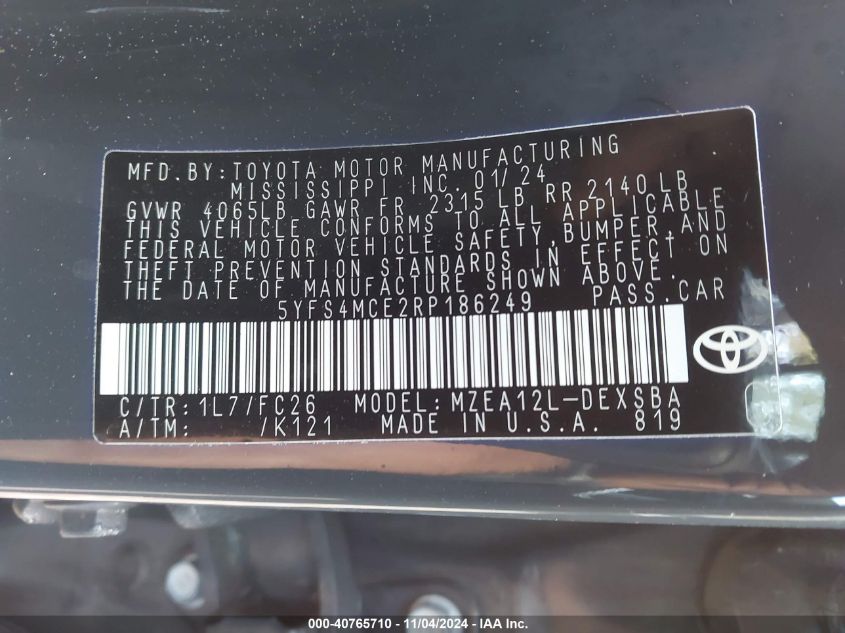 MFD. BY: TOYOTA MOTOR MANUFACTURING
MISSISSIPPI INC. 01/24
GVWR 4065LB GAWR FR 2315 LB RR 2140 LB
THIS VEHICLE CONFORMS TO ALL APPLICABLE
FEDERAL MOTOR VEHICLE SAFETY, BUMPER, AND
THEFT PREVENTION STANDARDS IN EFFECT ON
THE DATE OF MANUFACTURE SHOWN ABOVE.
5YFS4MCE2RP186249 PASS. CAR
C/TR: 1L7/FC26 MODEL: MZEA12L-DEXSBA
A/TM: /K121 MADE IN U.S.A. 819
000-40765710 - 11/04/2024 - IAA Inc.